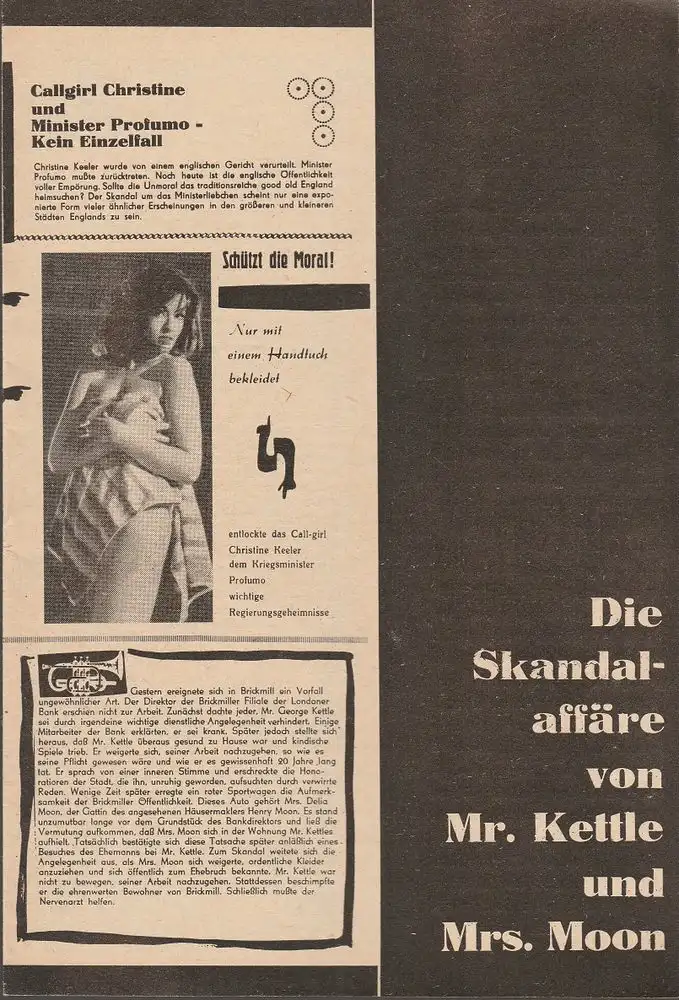 Callgirl Christine
und
Minister Profumo -
Kein Einzelfall
Christine Keeler wurde von einem englischen Gericht verurteilt. Minister
Profumo mußte zurücktreten. Noch heute ist die englische Öffentlichkeit
voller Empörung. Sollte die Unmoral das traditionsreiche good old England
heimsuchen? Der Skandal um das Ministerliebchen scheint nur eine expo-
nierte Form vieler ähnlicher Erscheinungen in den größeren und kleineren
Städten Englands zu sein.
Schützt die Moral!
Nur mit
einem Handtuch
bekleidet
entlockte das Call-girl
Christine Keeler
dem Kriegsminister
Profumo
wichtige
Regierungsgeheimnisse
Gestern ereignete sich in Brickmill ein Vorfall
ungewöhnlicher Art. Der Direktor der Brickmiller Filiale der Londoner
Bank erschien nicht zur Arbeit. Zunächst dachte jeder, Mr. George Kettle
sei durch irgendeine wichtige dienstliche Angelegenheit verhindert. Einige
Mitarbeiter der Bank erklärten, er sei krank. Später jedoch stellte sich
heraus, daß Mr. Kettle überaus gesund zu Hause war und kindische
Spiele trieb. Er weigerte sich, seiner Arbeit nachzugehen, so wie es
seine Pflicht gewesen wäre und wie er es gewissenhaft 20 Jahre lang
tat. Er sprach von einer inneren Stimme und erschreckte die Hono-
ratioren der Stadt, die ihn, unruhig geworden, aufsuchten durch verwirrte
Reden. Wenige Zeit später erregte ein roter Sportwagen die Aufmerk-
samkeit der Brickmiller Öffentlichkeit. Dieses Auto gehört Mrs. Delia
Moon, der Gattin des angesehenen Häusermaklers Henry Moon. Es stand
unzumutbar lange vor dem Grundstück des Bankdirektors und ließ die
Vermutung aufkommen, daß Mrs. Moon sich in der Wohnung Mr. Kettles
aufhielt. Tatsächlich bestätigte sich diese Tatsache später anläßlich eines
Besuches des Ehemanns bei Mr. Kettle. Zum Skandal weitete sich die
Angelegenheit aus, als Mrs. Moon sich weigerte, ordentliche Kleider
anzuziehen und sich öffentlich zum Ehebruch bekannte. Mr. Kettle war
nicht zu bewegen, seiner Arbeit nachzugehen. Stattdessen beschimpfte
er die ehrenwerten Bewohner von Brickmill. Schließlich mußte der
Nervenarzt helfen.
Die
Skandal-
affäre
von
Mr. Kettle
und
Mrs. Moon